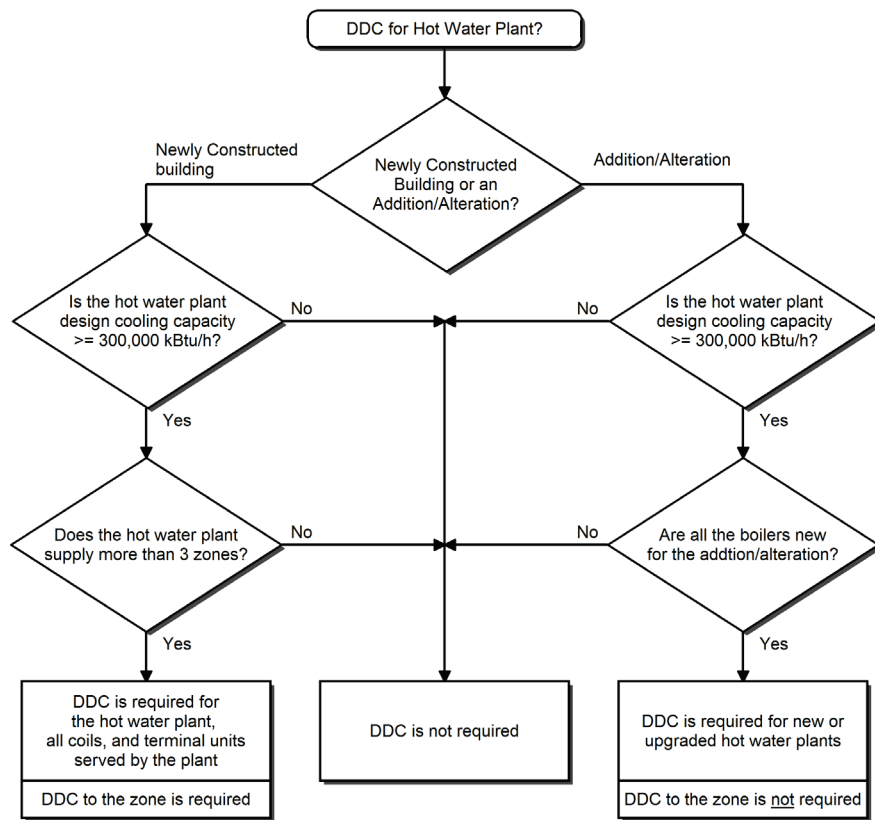 DDC for Hot Water Plant?
Newly Constructed
building
Newly Constructed
Building or an
Addition/Alteration?
Addition/Alteration
Is the hot water plant
design cooling capacity
>= 300,000 kBtu/h?
No
No
Is the hot water plant
design cooling capacity
>= 300,000 kBtu/h?
Yes
Yes
Does the hot water plant
supply more than 3 zones?
No
No
Are all the boilers new
for the addtion/alteration?
Yes
Yes
DDC is required for
the hot water plant,
all coils, and terminal units
served by the plant
DDC to the zone is required
DDC is not required
DDC is required for new or
upgraded hot water plants
DDC to the zone is not required